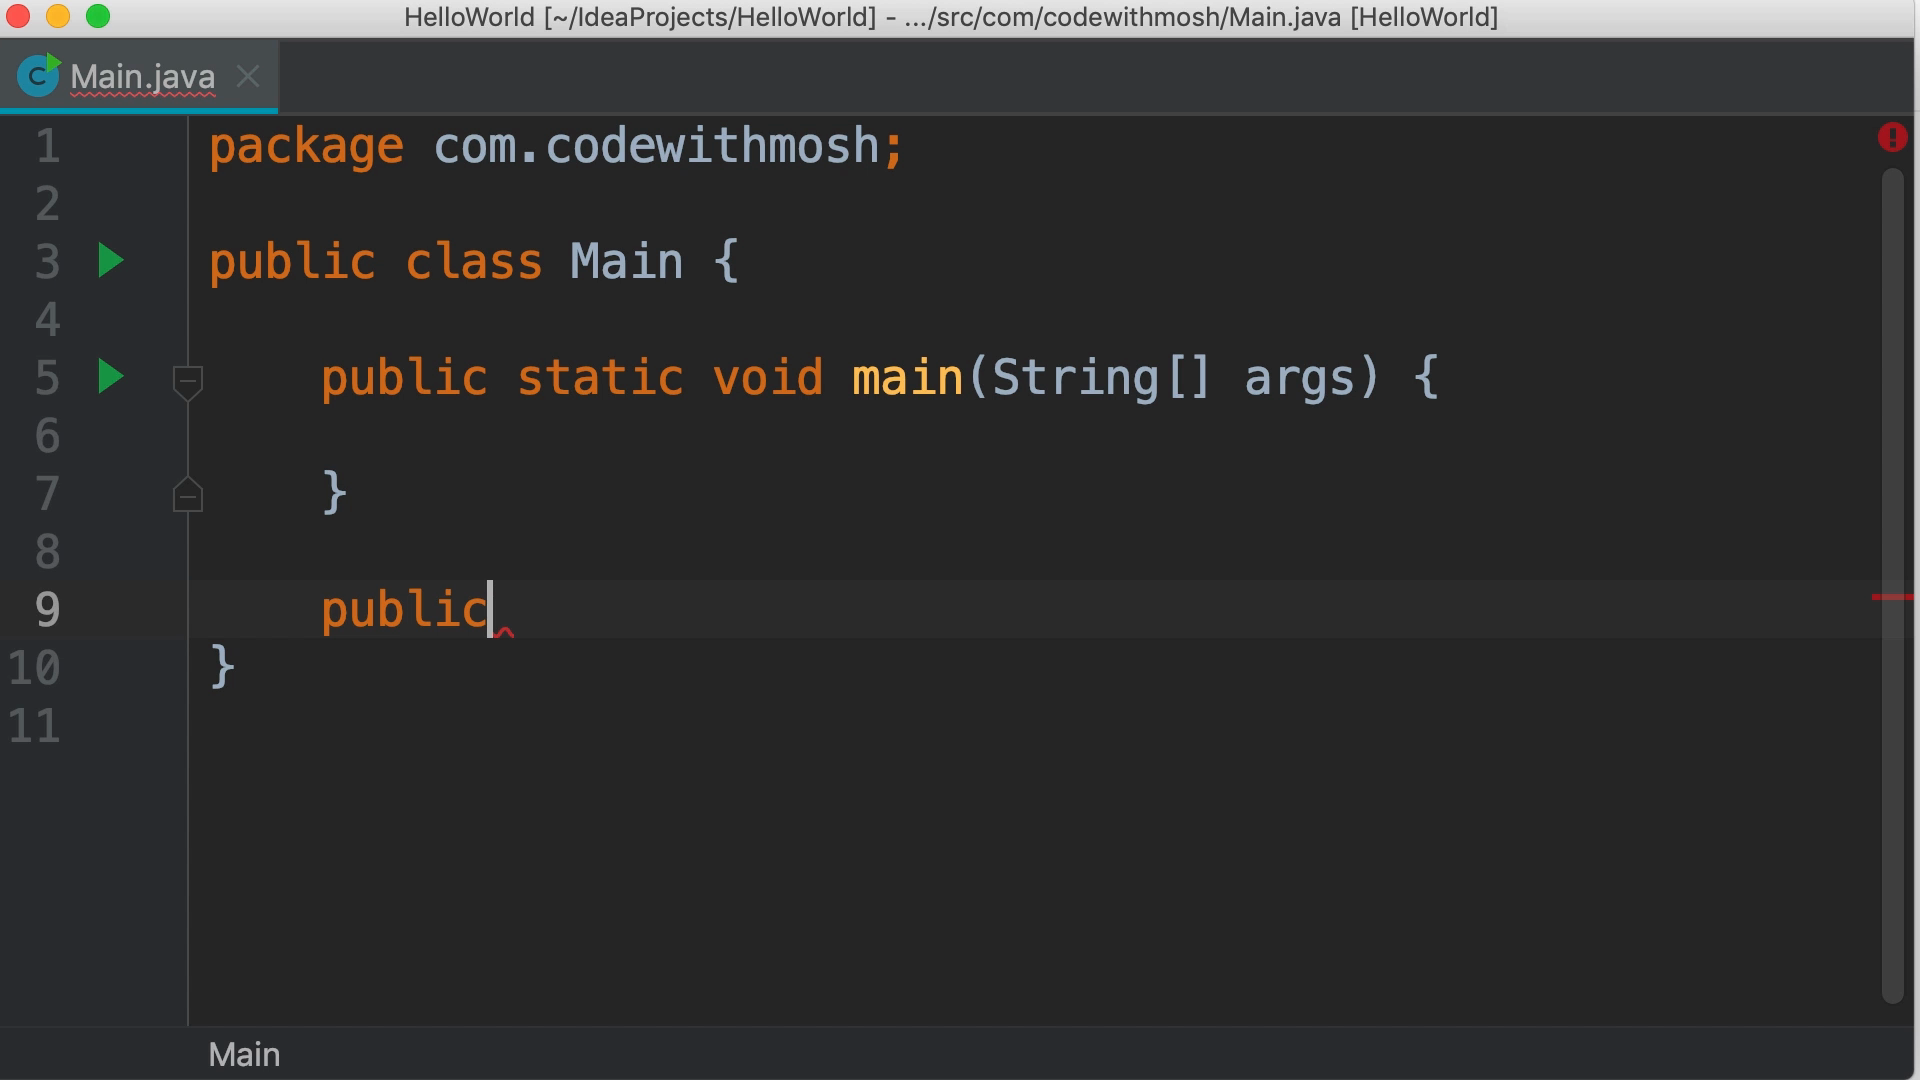 HelloWorld [~/IdeaProjects/HelloWorld] - .../src/com/codewithmosh/Main.java [HelloWorld]
Main.java
1 package com.codewithmosh;
2
3 public class Main {
4
5 public static void main(String[] args) {
6
7 }
8
9 public
10 }
11
Main